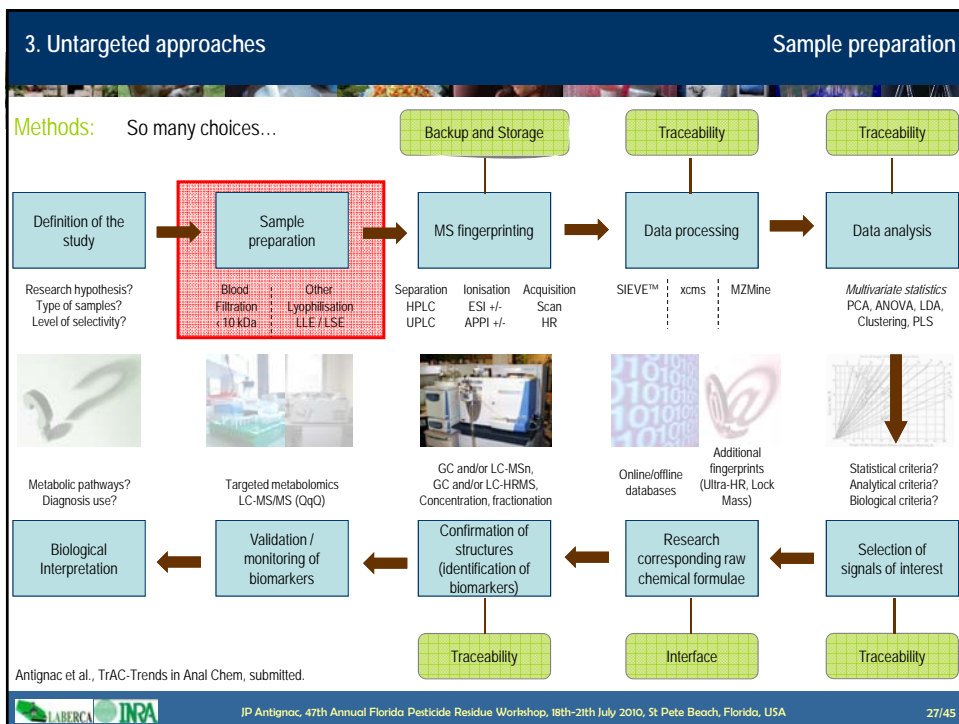 3. Untargeted approaches
Sample preparation
Methods:
So many choices…
Backup and Storage
Traceability
Traceability
Definition of the
study
Sample
preparation
MS fingerprinting
Data processing
Data analysis
Research hypothesis?
Type of samples?
Level of selectivity?
Blood
Filtration
< 10 kDa
Other
Lyophilisation
LLE / LSE
Separation
HPLC
UPLC
Ionisation
ESI +/-
APPI +/-
Acquisition
Scan
HR
SIEVE™
xcms
MZMine
Multivariate statistics
PCA, ANOVA, LDA,
Clustering, PLS
Metabolic pathways?
Diagnosis use?
Targeted metabolomics
LC-MS/MS (QqQ)
GC and/or LC-MSn,
GC and/or LC-HRMS,
Concentration, fractionation
Online/offline
databases
Additional
fingerprints
(Ultra-HR, Lock
Mass)
Statistical criteria?
Analytical criteria?
Biological criteria?
Biological
Interpretation
Validation /
monitoring of
biomarkers
Confirmation of
structures
(identification of
biomarkers)
Research
corresponding raw
chemical formulae
Selection of
signals of interest
Traceability
Interface
Traceability
Antignac et al., TrAC-Trends in Anal Chem, submitted.
LABERCA
INRA
JP Antignac, 47th Annual Florida Pesticide Residue Workshop, 18th-21th July 2010, St Pete Beach, Florida, USA
27/45